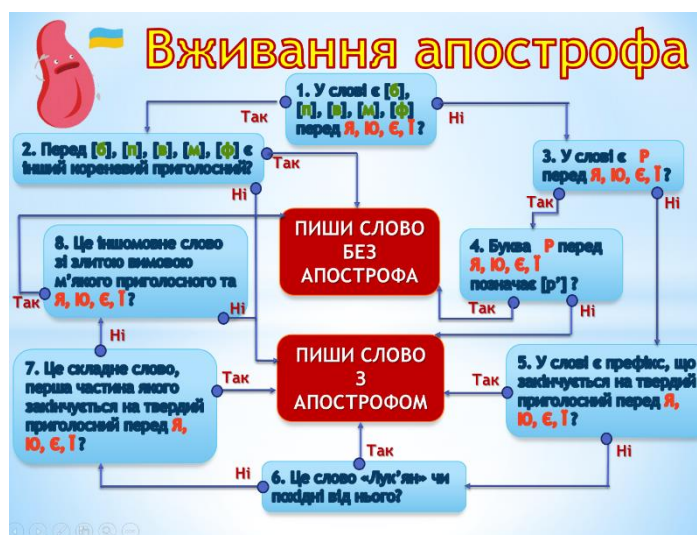 Вживання апострофа
1. У слові є [б],
[п], [в], [м], [ф]
перед Я, Ю, Є, Ї ?
Так
Ні
2. Перед [б], [п], [в], [м], [ф] є
інший кореневий приголосний?
Так
Ні
3. У слові є Р
перед Я, Ю, Є, Ї ?
Так
Ні
ПИШИ СЛОВО
БЕЗ
АПОСТРОФА
4. Буква Р перед
Я, Ю, Є, Ї
позначає [р’] ?
Так
Ні
8. Це іншомовне слово
зі злитою вимовою
м’якого приголосного та
Я, Ю, Є, Ї ?
Так
Ні
Ні
ПИШИ СЛОВО
З
АПОСТРОФОМ
7. Це складне слово,
перша частина якого
закінчується на твердий
приголосний перед Я,
Ю, Є, Ї ?
Так
Ні
5. У слові є префікс, що
закінчується на твердий
приголосний перед Я,
Ю, Є, Ї ?
Так
Ні
6. Це слово «Лук’ян» чи
похідні від нього?
Так